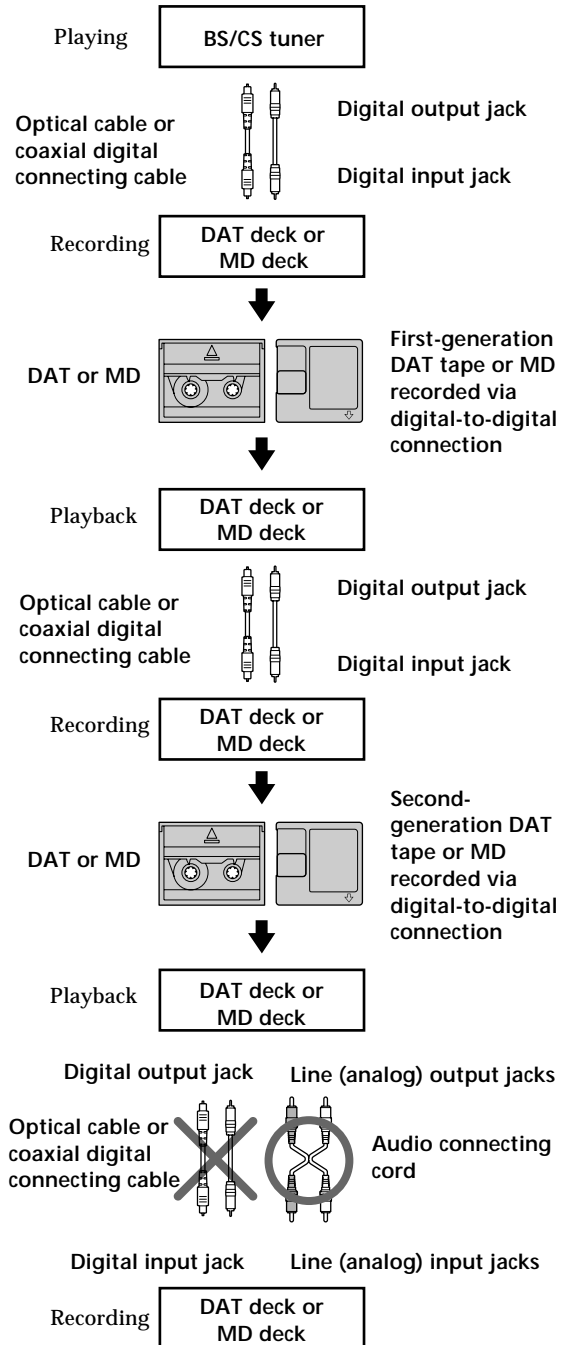 Playing
BS/CS tuner
Optical cable or
coaxial digital
connecting cable
Digital output jack
Digital input jack
Recording
DAT deck or
MD deck
DAT or MD
First-generation
DAT tape or MD
recorded via
digital-to-digital
connection
Playback
DAT deck or
MD deck
Optical cable or
coaxial digital
connecting cable
Digital output jack
Digital input jack
Recording
DAT deck or
MD deck
DAT or MD
Second-
generation DAT
tape or MD
recorded via
digital-to-digital
connection
Playback
DAT deck or
MD deck
Digital output jack
Line (analog) output jacks
Optical cable or
coaxial digital
connecting cable
Audio connecting
cord
Digital input jack
Line (analog) input jacks
Recording
DAT deck or
MD deck